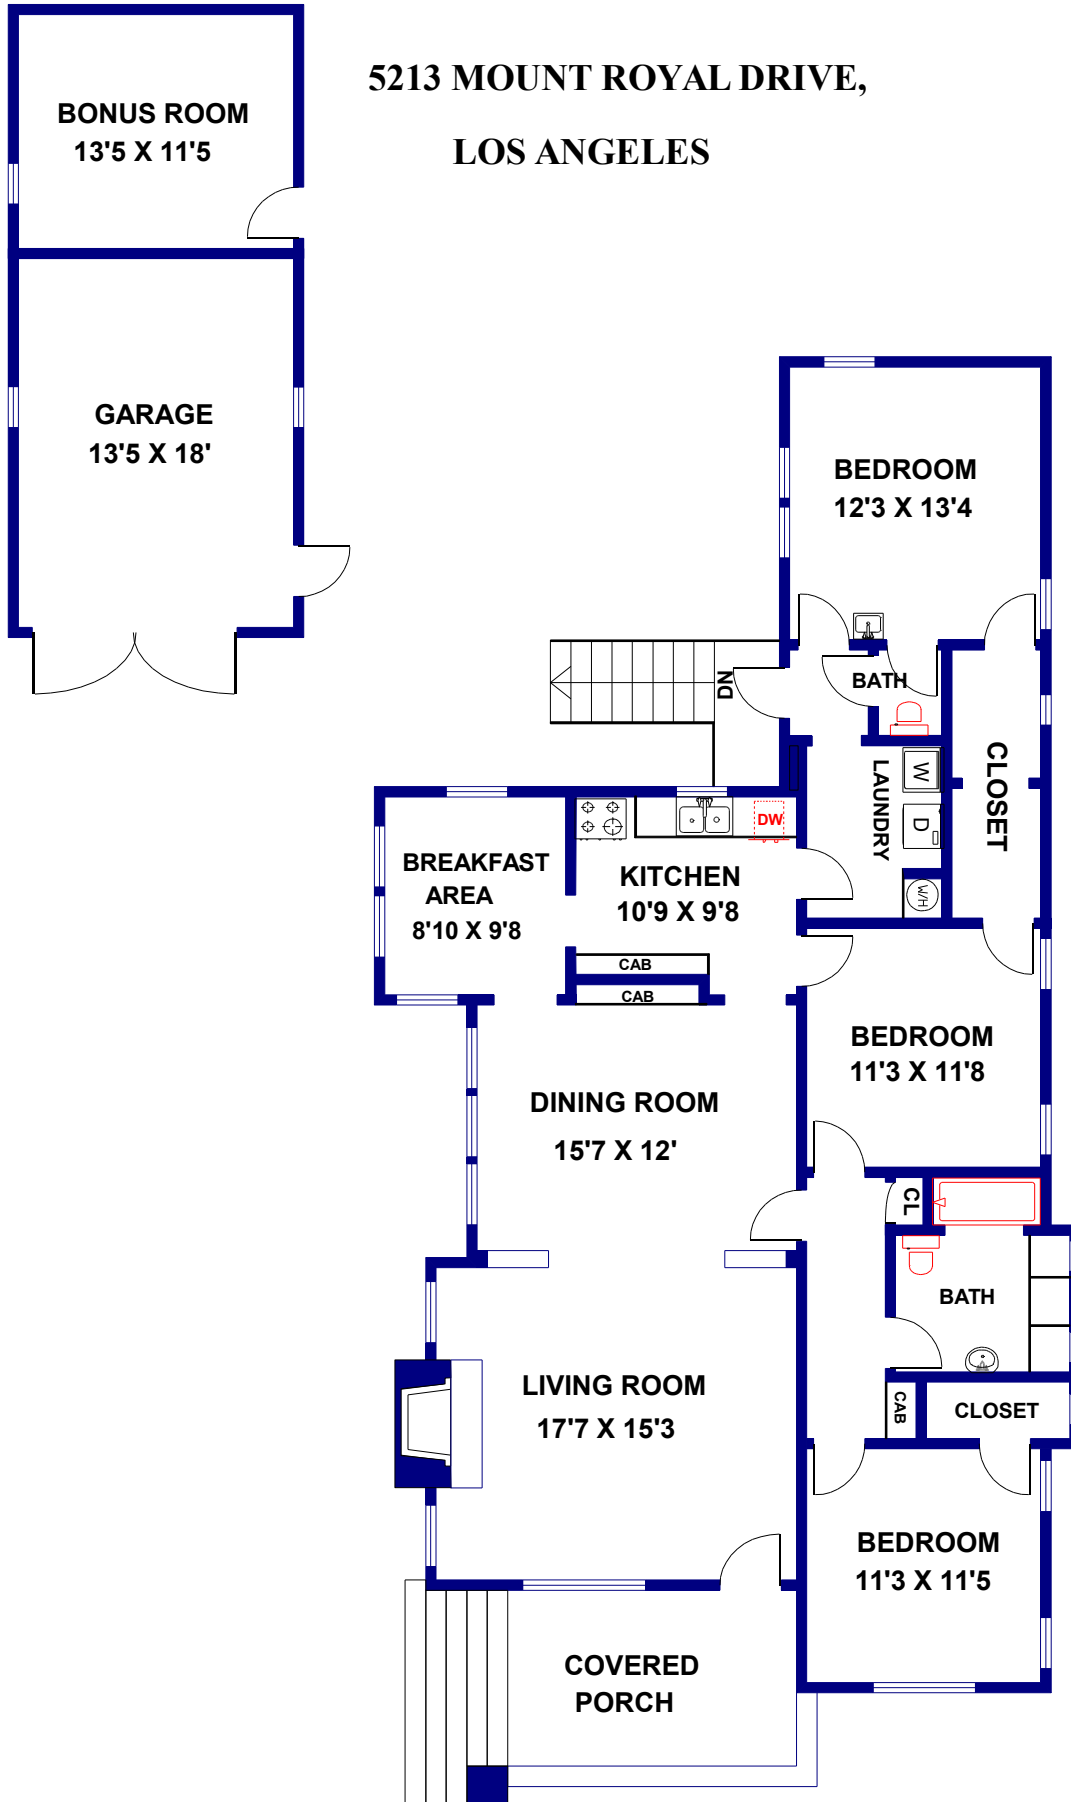 5213 MOUNT ROYAL DRIVE,
LOS ANGELES
BONUS ROOM
13'5 X 11'5
GARAGE
13'5 X 18'
BEDROOM
12'3 X 13'4
DN
BATH
LAUNDRY
W
D
W/H
CLOSET
BREAKFAST
AREA
8'10 X 9'8
KITCHEN
10'9 X 9'8
DW
CAB
CAB
BEDROOM
11'3 X 11'8
DINING ROOM
15'7 X 12'
CL
BATH
LIVING ROOM
17'7 X 15'3
CAB
CLOSET
BEDROOM
11'3 X 11'5
COVERED
PORCH